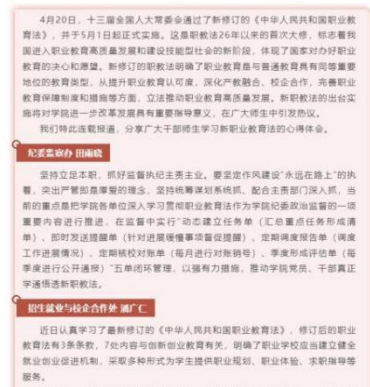 4月20日,十三届全国人大常委会通过了新修订的《中华人民共和国职业教
育法》,并于5月1日起正式实施。这是职教法26年以来的首次大修,标志着我
国进入职业教育高质量发展和建设技能型社会的新阶段,体现了国家对办好职业教
育的决心和愿望。新修订的职教法明确了职业教育是与普通教育具有同等重要
地位的教育类型,从提升职业教育认可度、深化产教融合、校企合作,完善职业
教育保障制度和措施等方面,立法推动职业教育高质量发展。新职教法的出台实
施将对学院进一步改革发展具有重要指导意义,在广大师生中引发热议。
我们特此连载报道,分享广大干部师生学习新职业教育法的心得体会。
纪委监察办 田雨晓
坚持立足本职,抓好监督执纪主责主业。要坚定作风建设“永远在路上”的执
着,突出严管即是厚爱的理念,坚持统筹谋划系统抓、配合主责部门深入抓,当
前的重点是把学院各单位深入学习贯彻职业教育法作为学院纪委政治监督的一项
重要内容进行推进,在监督中实行“动态建立任务单(汇总重点任务形成清
单)、即时发送提醒单(针对进展缓慢事项督促提醒)、定期调度报告单(调度
工作进展情况)、定期核校对账单(每月进行对账销号)、季度形成评估单(每
季度进行公开通报)”五单闭环管理,以强有力措施,推动学院党员、干部真正
学通悟透新职教法。
招生就业与校企合作处 潘广仁
近日认真学习了最新修订的《中华人民共和国职业教育法》,修订后的职业
教育法有3条条款,7处内容与创新创业教育有关,明确了职业学校应当建立健全
就业创业促进机制,采取多种形式为学生提供职业规划、职业体验、求职指导等
服务。